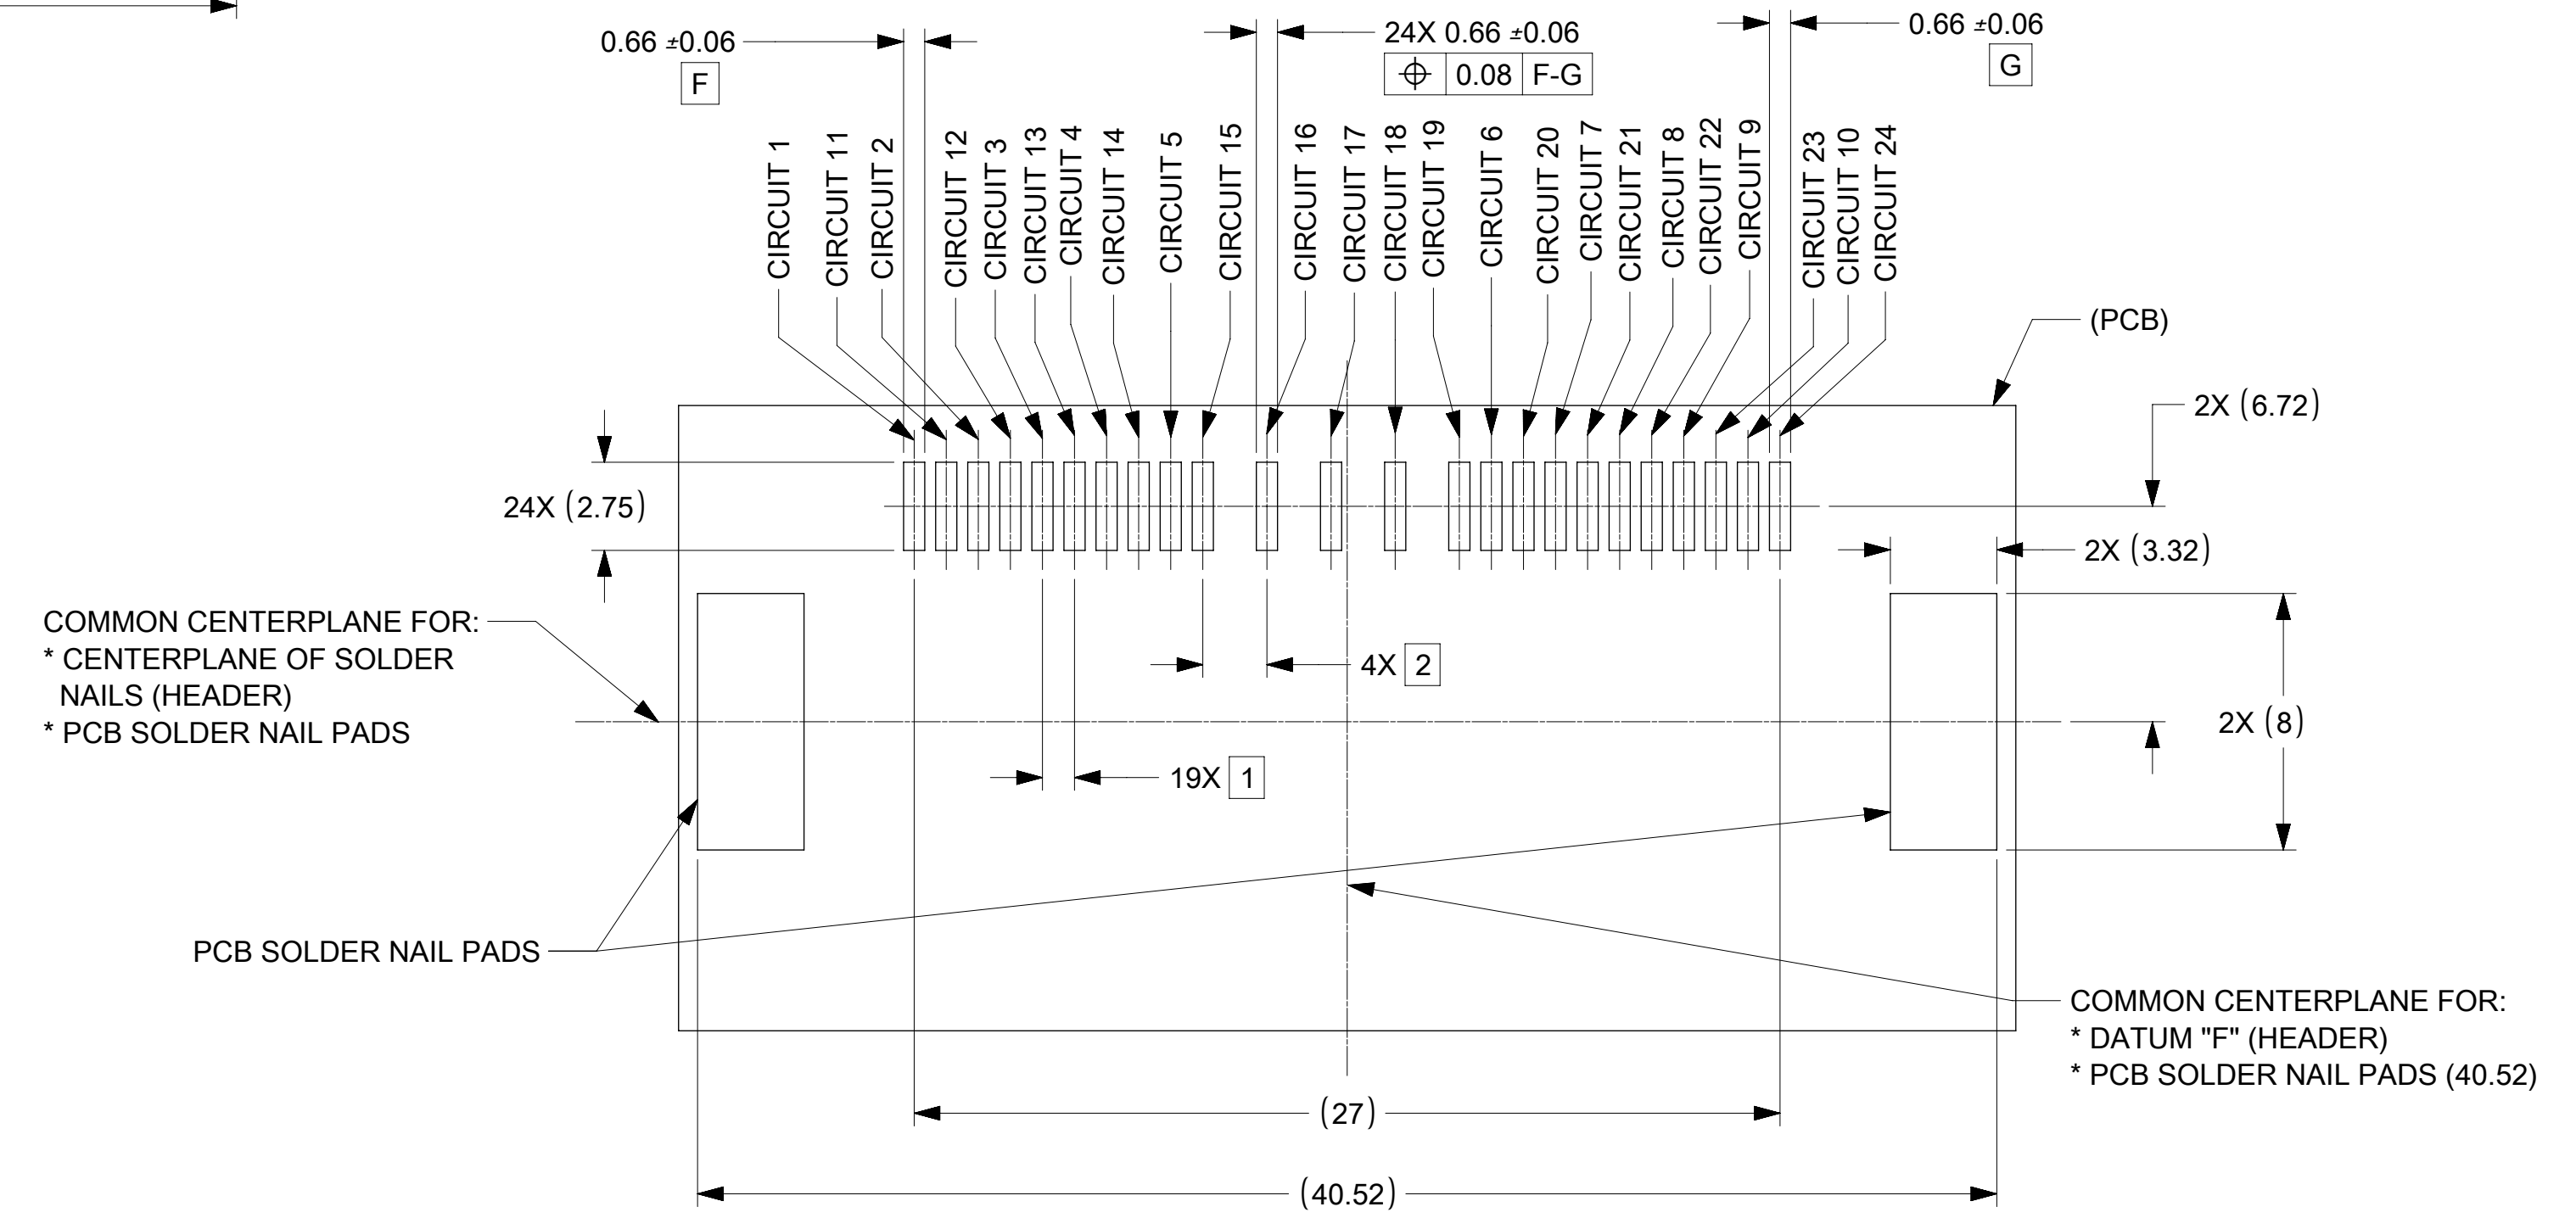 0.66 ±0.06
F
24X 0.66 ±0.06
⌖ 0.08 F-G
0.66 ±0.06
G
CIRCUIT 1
CIRCUIT 11
CIRCUIT 2
CIRCUIT 12
CIRCUIT 3
CIRCUIT 13
CIRCUIT 4
CIRCUIT 14
CIRCUIT 5
CIRCUIT 15
CIRCUIT 16
CIRCUIT 17
CIRCUIT 18
CIRCUIT 19
CIRCUIT 6
CIRCUIT 20
CIRCUIT 7
CIRCUIT 21
CIRCUIT 8
CIRCUIT 22
CIRCUIT 9
CIRCUIT 23
CIRCUIT 10
CIRCUIT 24
(PCB)
2X (6.72)
24X (2.75)
2X (3.32)
COMMON CENTERPLANE FOR:
* CENTERPLANE OF SOLDER
NAILS (HEADER)
* PCB SOLDER NAIL PADS
4X 2
2X (8)
19X 1
PCB SOLDER NAIL PADS
COMMON CENTERPLANE FOR:
* DATUM "F" (HEADER)
* PCB SOLDER NAIL PADS (40.52)
(27)
(40.52)